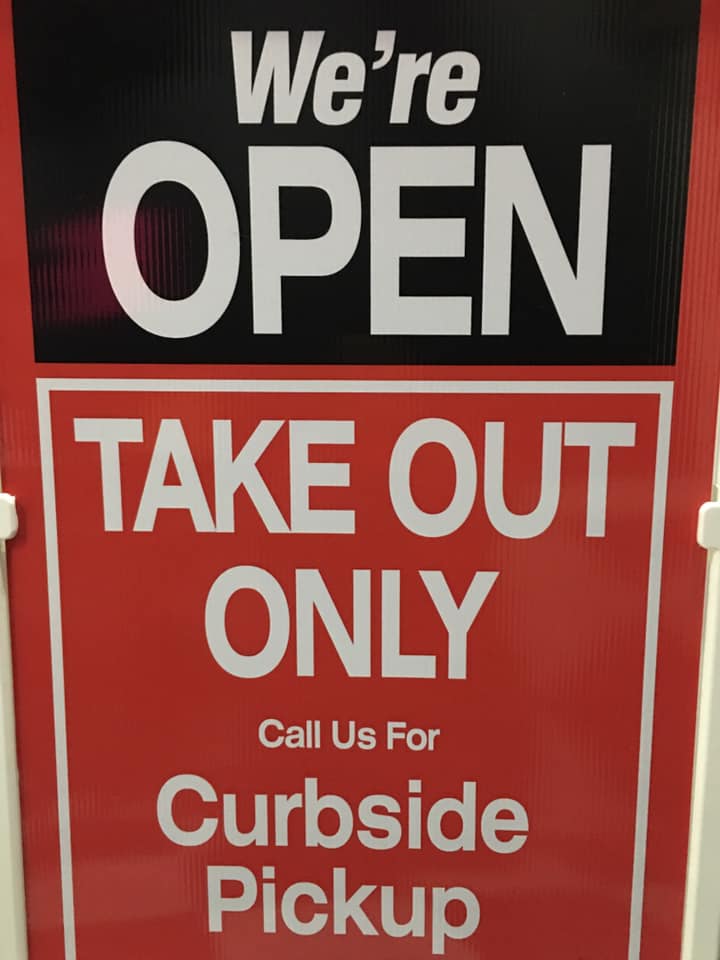 We're
OPEN
TAKE OUT
ONLY
Call Us For
Curbside
Pickup